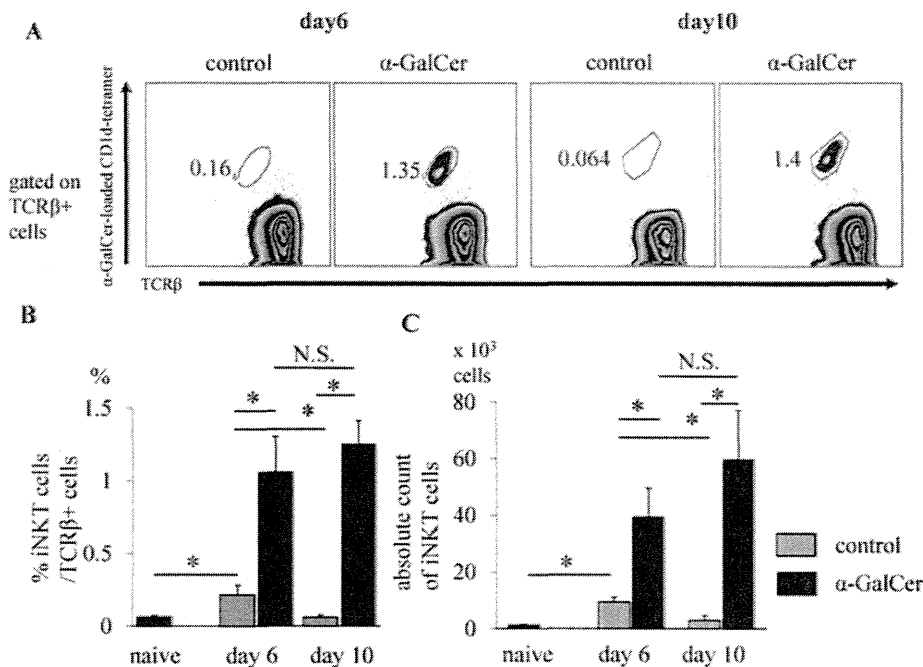 A
day6
day10
control
α-GalCer
control
α-GalCer
α-GalCer-loaded CD1d-tetramer
gated on
TCRβ+
cells
0.16
1.35
0.064
1.4
TCRβ
B
%
% iNKT cells
/TCRβ+ cells
1.5
1
0.5
0
N.S.
*
*
*
*
naive
day 6
day 10
C
x 10³
cells
absolute count
of iNKT cells
80
60
40
20
0
N.S.
*
*
*
*
naive
day 6
day 10
control
α-GalCer